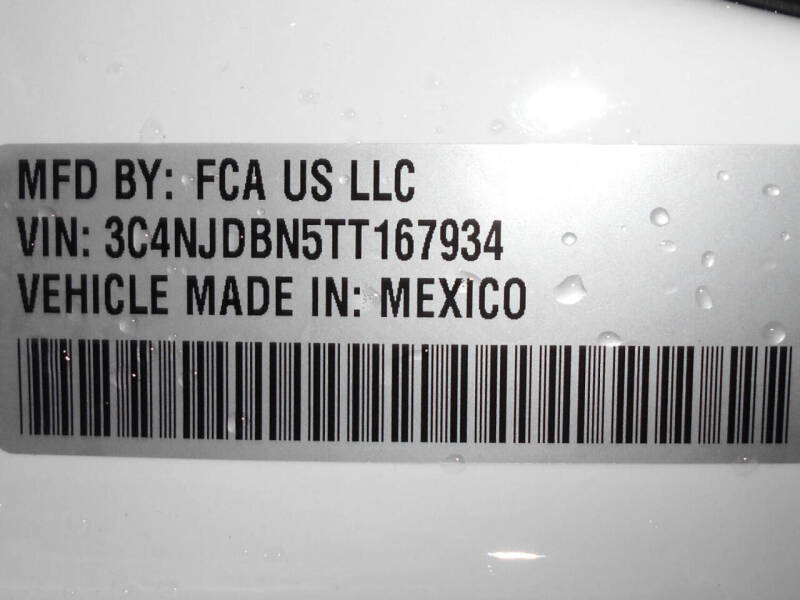 MFD BY: FCA US LLC
VIN: 3C4NJDBN5TT167934
VEHICLE MADE IN: MEXICO